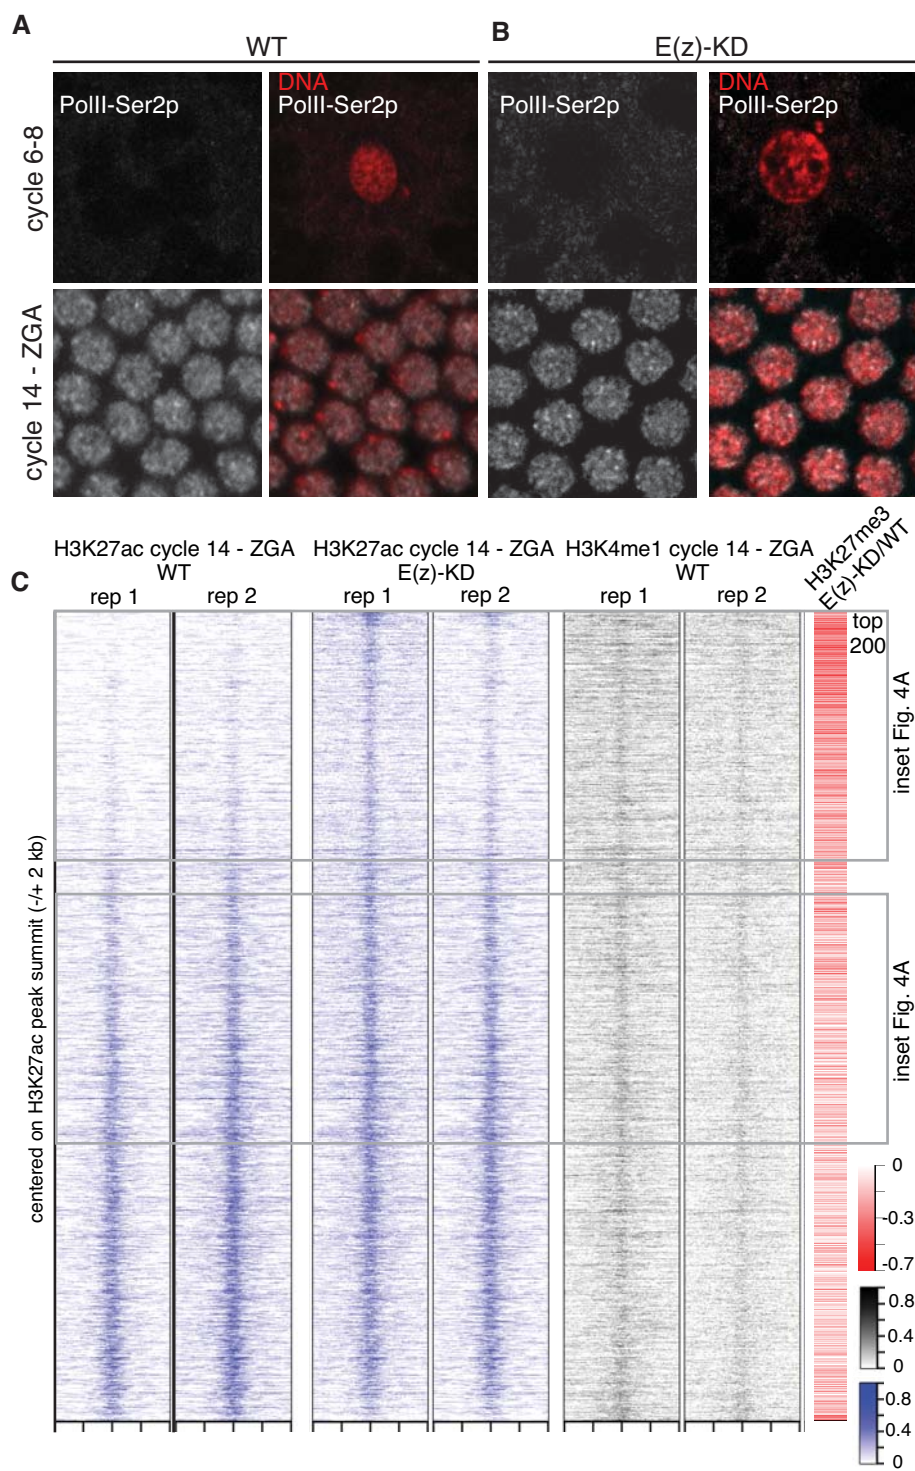 A
WT
B
E(z)-KD
cycle 6-8
PolII-Ser2p
DNA
PolII-Ser2p
PolII-Ser2p
DNA
PolII-Ser2p
cycle 14 - ZGA
C
H3K27ac cycle 14 - ZGA
WT
rep 1
rep 2
H3K27ac cycle 14 - ZGA
E(z)-KD
rep 1
rep 2
H3K4me1 cycle 14 - ZGA
WT
rep 1
rep 2
H3K27me3
E(z)-KD/WT
top
200
inset Fig. 4A
inset Fig. 4A
centered on H3K27ac peak summit (-/+ 2 kb)
0
-0.3
-0.7
0.8
0.4
0
0.8
0.4
0